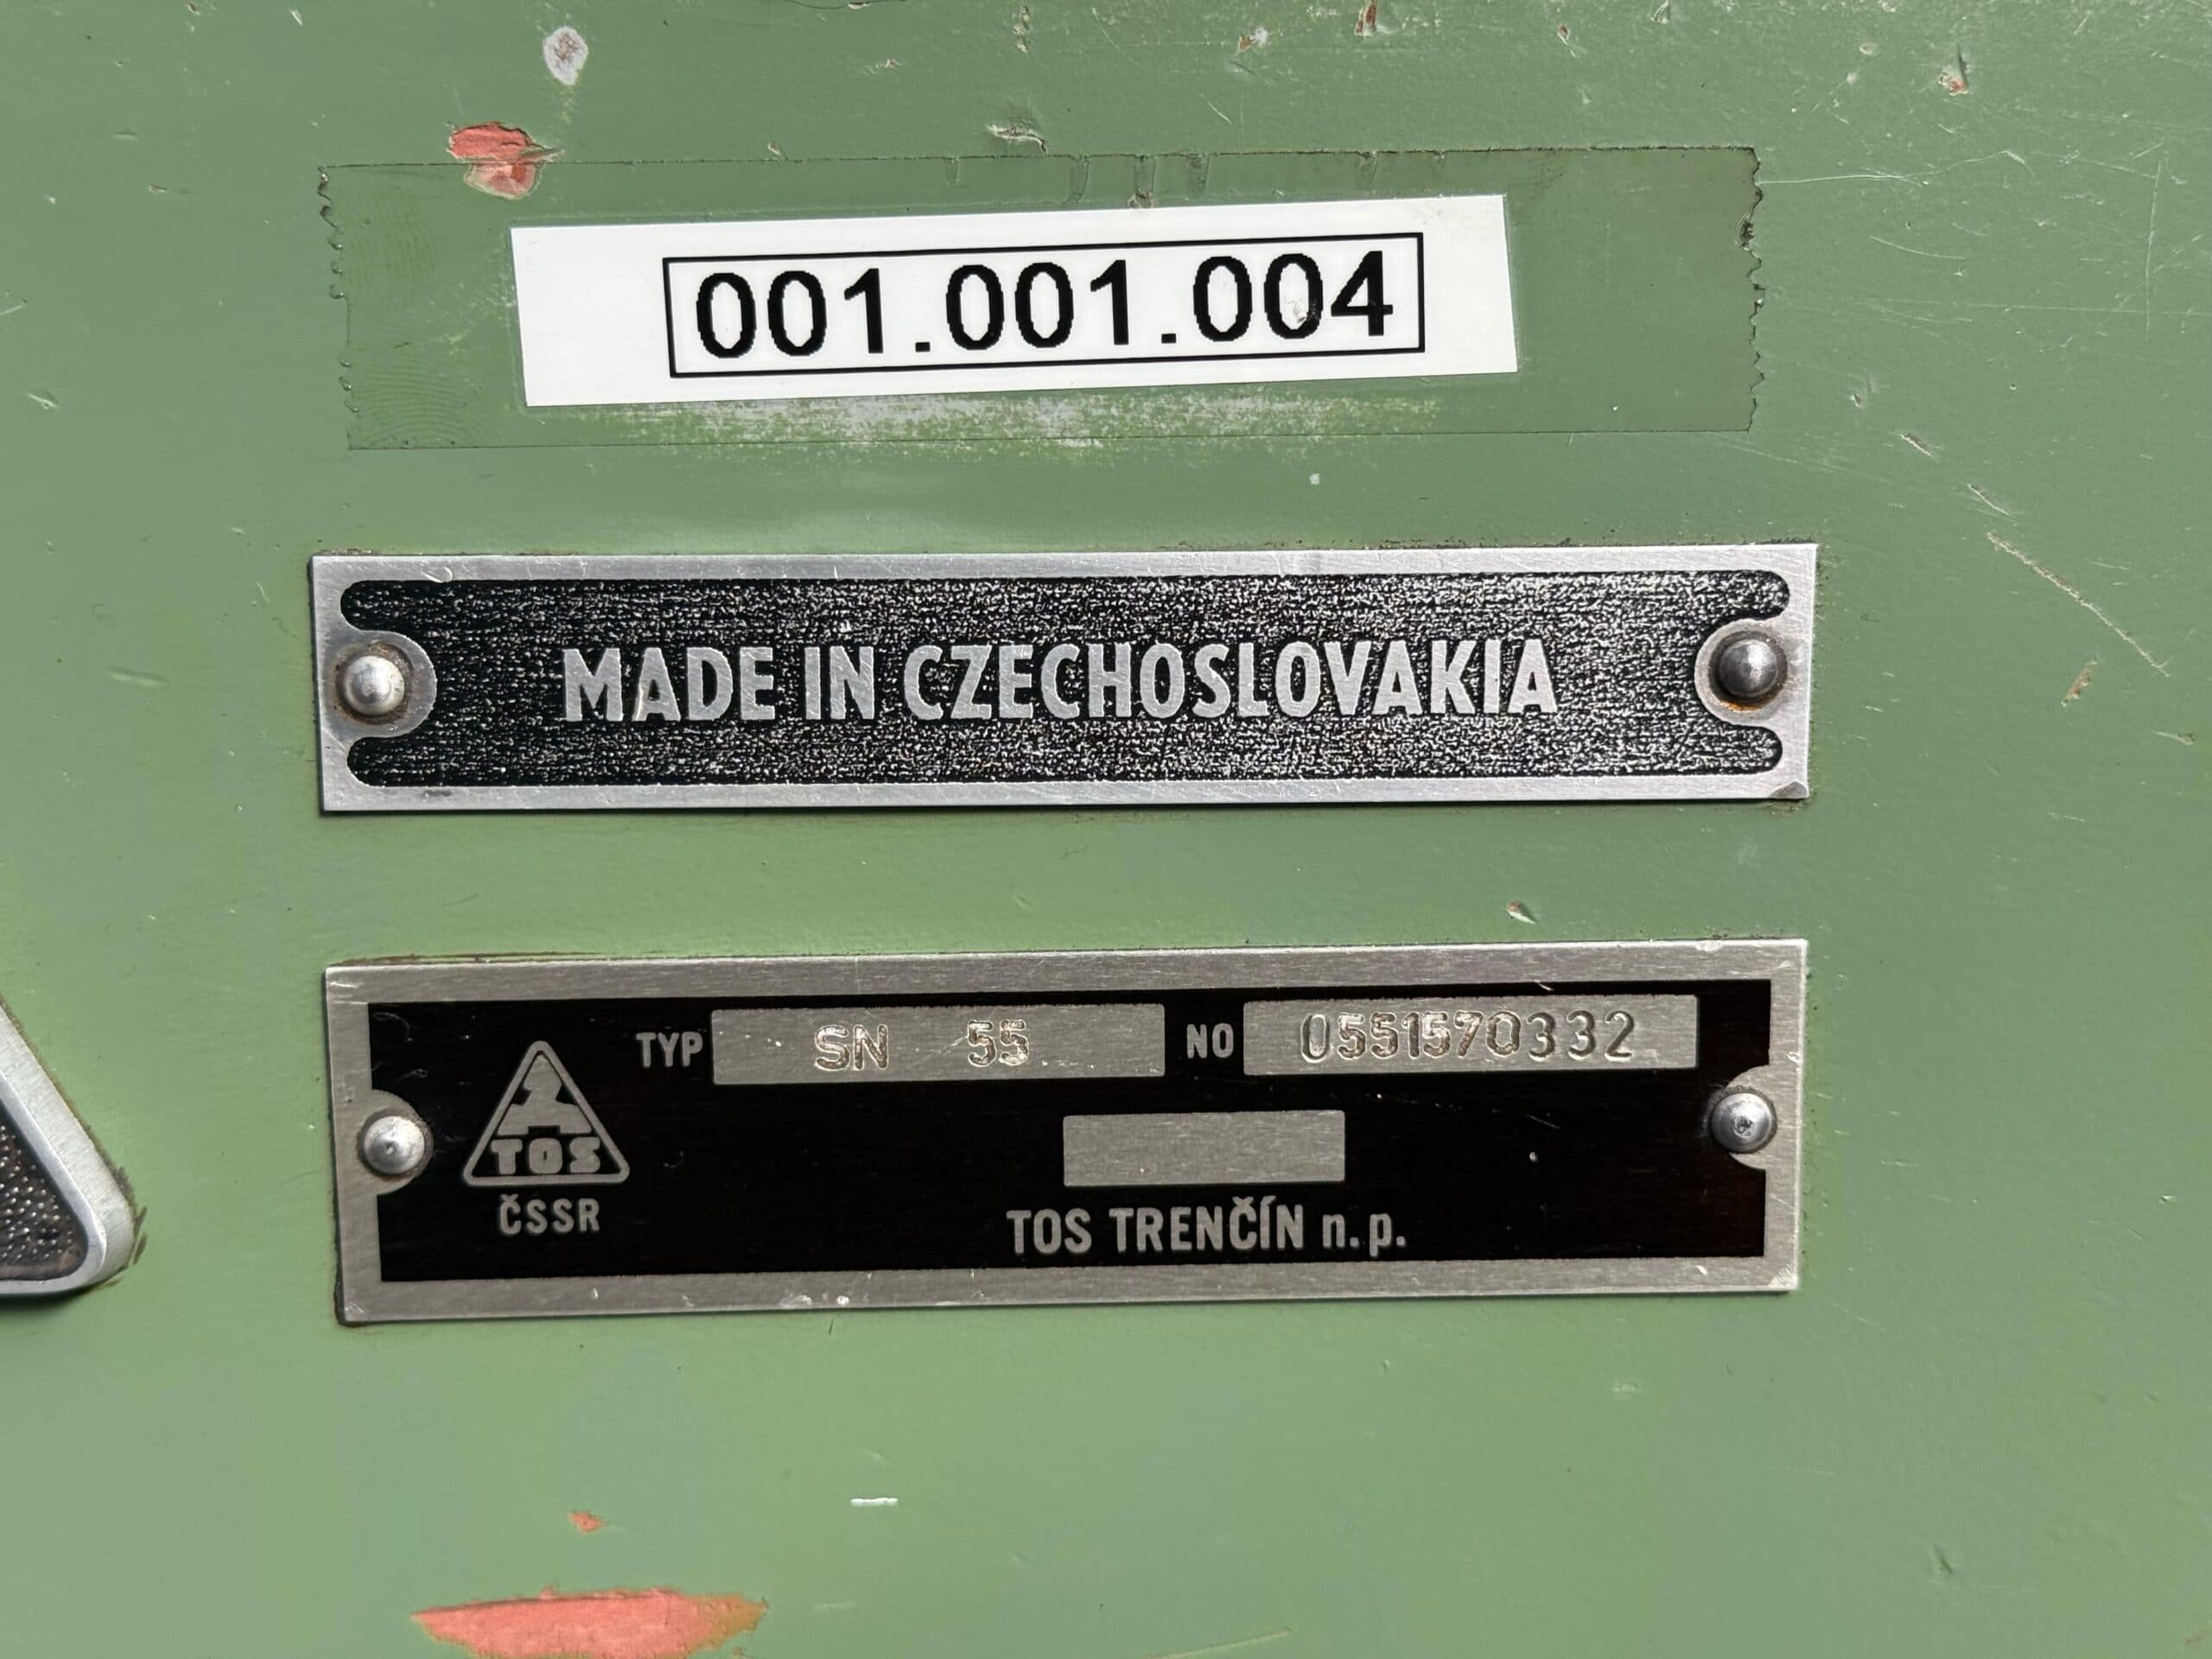 001.001.004
MADE IN CZECHOSLOVAKIA
TYP SN 55 NO 0551570332
TOS
ČSSR
TOS TRENČÍN n.p.